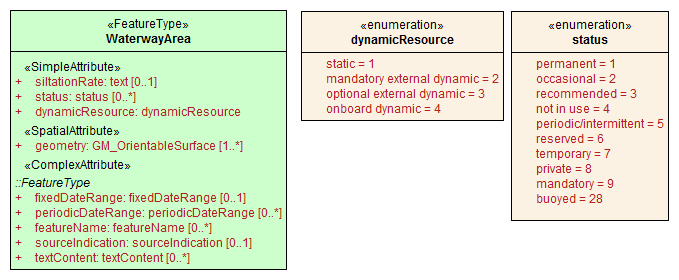 «FeatureType»
WaterwayArea
«SimpleAttribute»
+ siltationRate: text [0..1]
+ status: status [0..*]
+ dynamicResource: dynamicResource
«SpatialAttribute»
+ geometry: GM_OrientableSurface [1..*]
«ComplexAttribute»
::FeatureType
+ fixedDateRange: fixedDateRange [0..1]
+ periodicDateRange: periodicDateRange [0..*]
+ featureName: featureName [0..*]
+ sourceIndication: sourceIndication [0..1]
+ textContent: textContent [0..*]
«enumeration»
dynamicResource
static = 1
mandatory external dynamic = 2
optional external dynamic = 3
onboard dynamic = 4
«enumeration»
status
permanent = 1
occasional = 2
recommended = 3
not in use = 4
periodic/intermittent = 5
reserved = 6
temporary = 7
private = 8
mandatory = 9
buoyed = 28